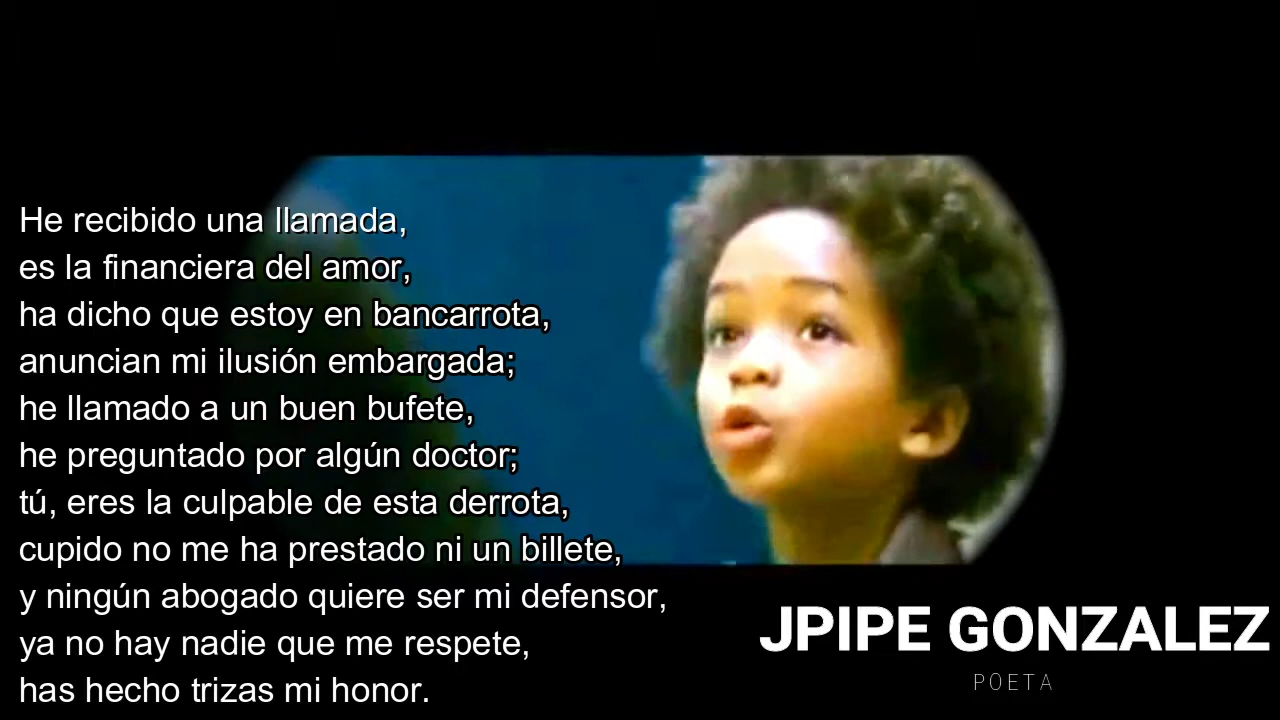 He recibido una llamada,
es la financiera del amor,
ha dicho que estoy en bancarrota,
anuncian mi ilusión embargada;
he llamado a un buen bufete,
he preguntado por algún doctor;
tú, eres la culpable de esta derrota,
cupido no me ha prestado ni un billete,
y ningún abogado quiere ser mi defensor,
ya no hay nadie que me respete,
has hecho trizas mi honor.
JPIPE GONZALEZ
POETA